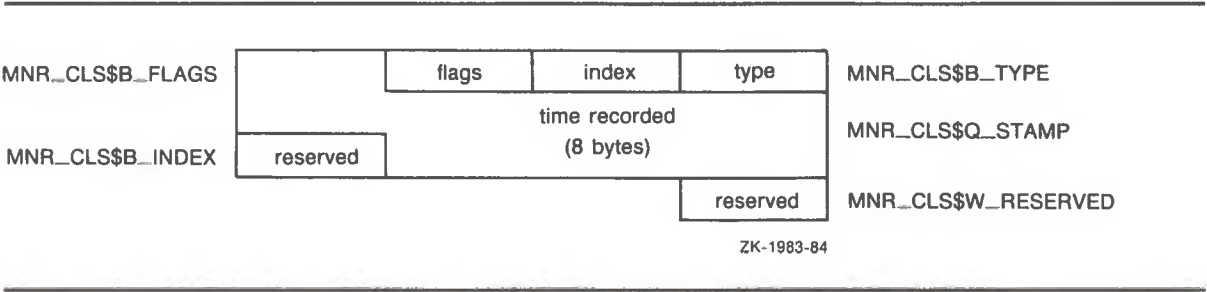 MNR_CLS$B_FLAGS flags index type MNR_CLS$B_TYPE
time recorded
(8 bytes) MNR_CLS$Q_STAMP
MNR_CLS$B_INDEX reserved
reserved MNR_CLS$W_RESERVED
ZK-1983-84